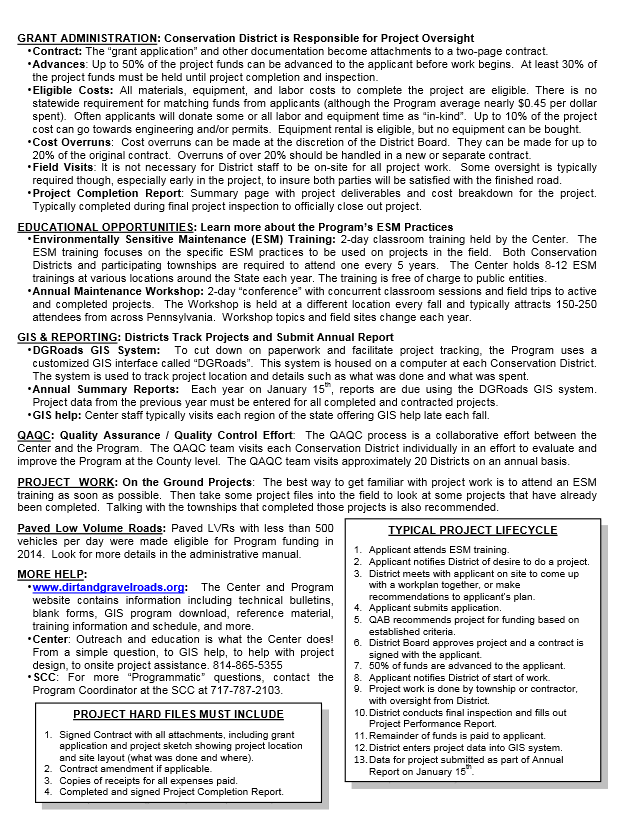 GRANT ADMINISTRATION: Conservation District is Responsible for Project Oversight
•Contract: The “grant application” and other documentation become attachments to a two-page contract.
•Advances: Up to 50% of the project funds can be advanced to the applicant before work begins. At least 30% of
the project funds must be held until project completion and inspection.
•Eligible Costs: All materials, equipment, and labor costs to complete the project are eligible. There is no
statewide requirement for matching funds from applicants (although the Program average nearly $0.45 per dollar
spent). Often applicants will donate some or all labor and equipment time as “in-kind”. Up to 10% of the project
cost can go towards engineering and/or permits. Equipment rental is eligible, but no equipment can be bought.
•Cost Overruns: Cost overruns can be made at the discretion of the District Board. They can be made for up to
20% of the original contract. Overruns of over 20% should be handled in a new or separate contract.
•Field Visits: It is not necessary for District staff to be on-site for all project work. Some oversight is typically
required though, especially early in the project, to insure both parties will be satisfied with the finished road.
•Project Completion Report: Summary page with project deliverables and cost breakdown for the project.
Typically completed during final project inspection to officially close out project.
EDUCATIONAL OPPORTUNITIES: Learn more about the Program’s ESM Practices
•Environmentally Sensitive Maintenance (ESM) Training: 2-day classroom training held by the Center. The
ESM training focuses on the specific ESM practices to be used on projects in the field. Both Conservation
Districts and participating townships are required to attend one every 5 years. The Center holds 8-12 ESM
trainings at various locations around the State each year. The training is free of charge to public entities.
•Annual Maintenance Workshop: 2-day “conference” with concurrent classroom sessions and field trips to active
and completed projects. The Workshop is held at a different location every fall and typically attracts 150-250
attendees from across Pennsylvania. Workshop topics and field sites change each year.
GIS & REPORTING: Districts Track Projects and Submit Annual Report
•DGRoads GIS System: To cut down on paperwork and facilitate project tracking, the Program uses a
customized GIS interface called “DGRoads”. This system is housed on a computer at each Conservation District.
The system is used to track project location and details such as what was done and what was spent.
•Annual Summary Reports: Each year on January 15th, reports are due using the DGRoads GIS system.
Project data from the previous year must be entered for all completed and contracted projects.
•GIS help: Center staff typically visits each region of the state offering GIS help late each fall.
QAQC: Quality Assurance / Quality Control Effort: The QAQC process is a collaborative effort between the
Center and the Program. The QAQC team visits each Conservation District individually in an effort to evaluate and
improve the Program at the County level. The QAQC team visits approximately 20 Districts on an annual basis.
PROJECT WORK: On the Ground Projects: The best way to get familiar with project work is to attend an ESM
training as soon as possible. Then take some project files into the field to look at some projects that have already
been completed. Talking with the townships that completed those projects is also recommended.
Paved Low Volume Roads: Paved LVRs with less than 500
vehicles per day were made eligible for Program funding in
2014. Look for more details in the administrative manual.
MORE HELP:
•www.dirtandgravelroads.org: The Center and Program
website contains information including technical bulletins,
blank forms, GIS program download, reference material,
training information and schedule, and more.
•Center: Outreach and education is what the Center does!
From a simple question, to GIS help, to help with project
design, to onsite project assistance. 814-865-5355
•SCC: For more “Programmatic” questions, contact the
Program Coordinator at the SCC at 717-787-2103.
PROJECT HARD FILES MUST INCLUDE
1. Signed Contract with all attachments, including grant
application and project sketch showing project location
and site layout (what was done and where).
2. Contract amendment if applicable.
3. Copies of receipts for all expenses paid.
4. Completed and signed Project Completion Report.
TYPICAL PROJECT LIFECYCLE
1. Applicant attends ESM training.
2. Applicant notifies District of desire to do a project.
3. District meets with applicant on site to come up
with a workplan together, or make
recommendations to applicant’s plan.
4. Applicant submits application.
5. QAB recommends project for funding based on
established criteria.
6. District Board approves project and a contract is
signed with the applicant.
7. 50% of funds are advanced to the applicant.
8. Applicant notifies District of start of work.
9. Project work is done by township or contractor,
with oversight from District.
10. District conducts final inspection and fills out
Project Performance Report.
11. Remainder of funds is paid to applicant.
12. District enters project data into GIS system.
13. Data for project submitted as part of Annual
Report on January 15th.